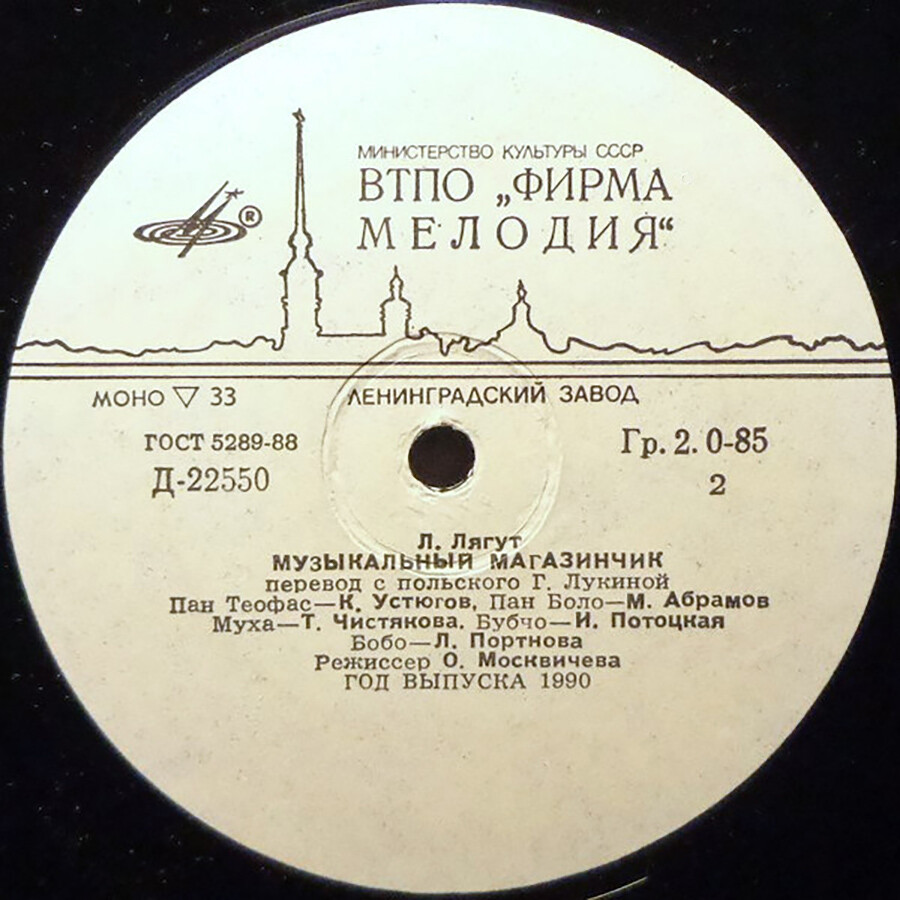 МИНИСТЕРСТВО КУЛЬТУРЫ СССР
ВТПО „ФИРМА
МЕЛОДИЯ“
®
МОНО ▽ 33 ЛЕНИНГРАДСКИЙ ЗАВОД
ГОСТ 5289-88 Гр. 2. 0-85
Д-22550 2
Л. Лягут
МУЗЫКАЛЬНЫЙ МАГАЗИНЧИК
перевод с польского Г. Лукиной
Пан Теофас—К. Устюгов, Пан Боло—М. Абрамов
Муха—Т. Чистякова, Бубчо—И. Потоцкая
Бобо—Л. Портнова
Режиссер О. Москвичева
ГОД ВЫПУСКА 1990